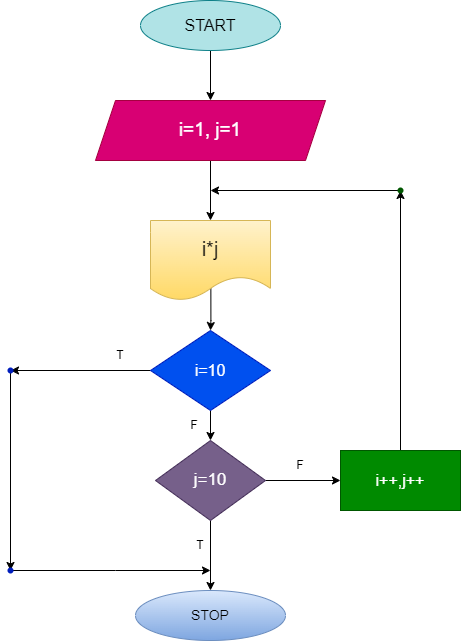 START
i=1, j=1
i*j
T
i=10
F
j=10
F
i++,j++
T
STOP